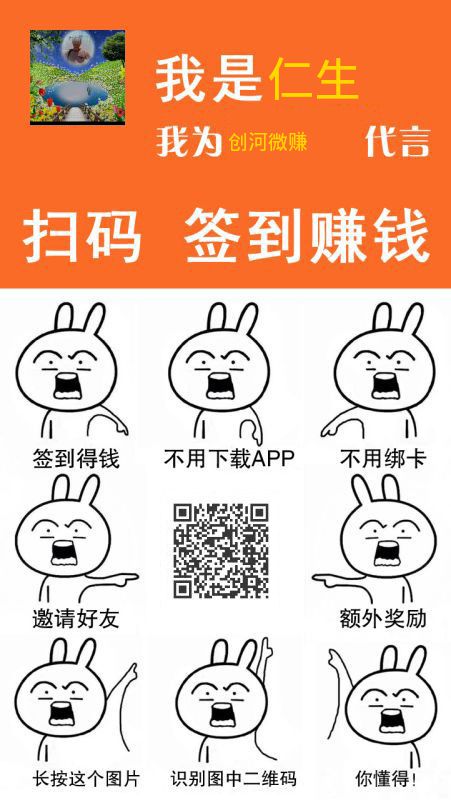 我是仁生
我为创河微赚 代言
扫码 签到赚钱
签到得钱 不用下载APP 不用绑卡
邀请好友 额外奖励
长按这个图片 识别图中二维码 你懂得！